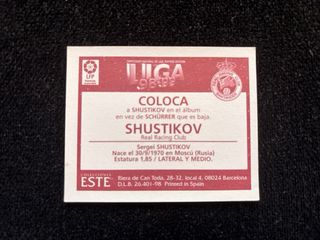 LIGA
98-99
LFP
COLOCA
a SHUSTIKOV en el álbum
en vez de SCHÜRRER que es baja.
SHUSTIKOV
Real Racing Club
Sergei SHUSTIKOV
Nace el 30/9/1970 en Moscú (Rusia)
Estatura 1,85 / LATERAL Y MEDIO.
COLECCIONES
ESTE
Riera de Can Toda, 28-32, local 4, 08024 Barcelona
D.L.B. 26.401-98 Printed in Spain